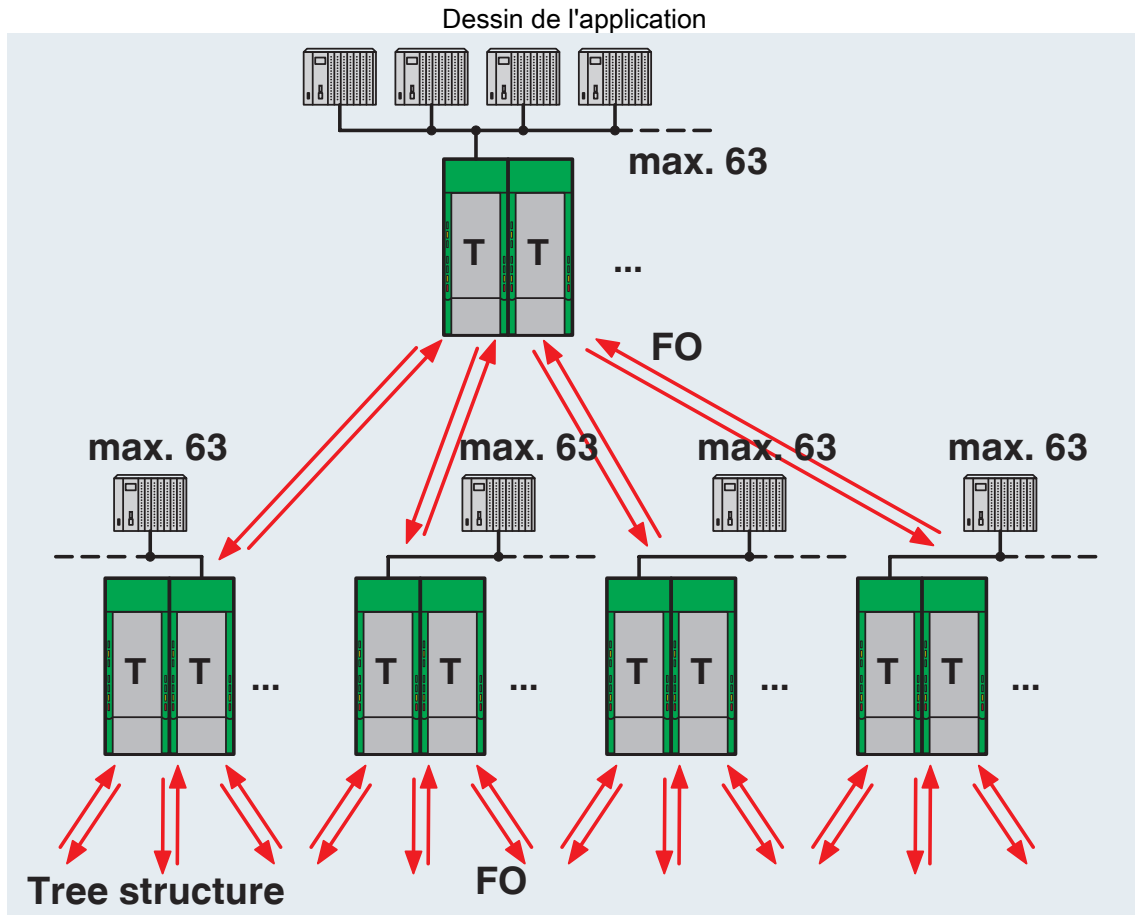 Dessin de l'application
max. 63
T T ...
FO
max. 63 max. 63 max. 63 max. 63
T T ... T T ... T T ... T T ...
Tree structure FO